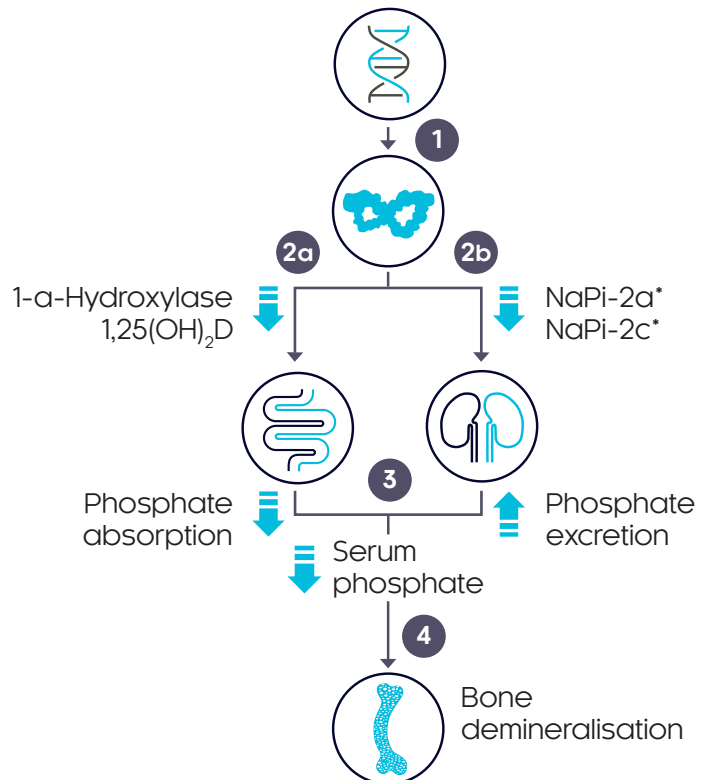 1
2a
2b
1-a-Hydroxylase
1,25(OH)₂D
NaPi-2a*
NaPi-2c*
3
Phosphate
absorption
Phosphate
excretion
Serum
phosphate
4
Bone
demineralisation